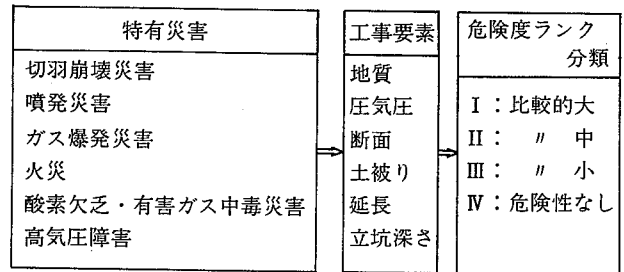 特有災害
切羽崩壊災害
噴発災害
ガス爆発災害
火災
酸素欠乏・有害ガス中毒災害
高気圧障害
工事要素
地質
圧気圧
断面
土被り
延長
立坑深さ
危険度ランク
分類
Ⅰ：比較的大
Ⅱ： 〃 中
Ⅲ： 〃 小
Ⅳ：危険性なし